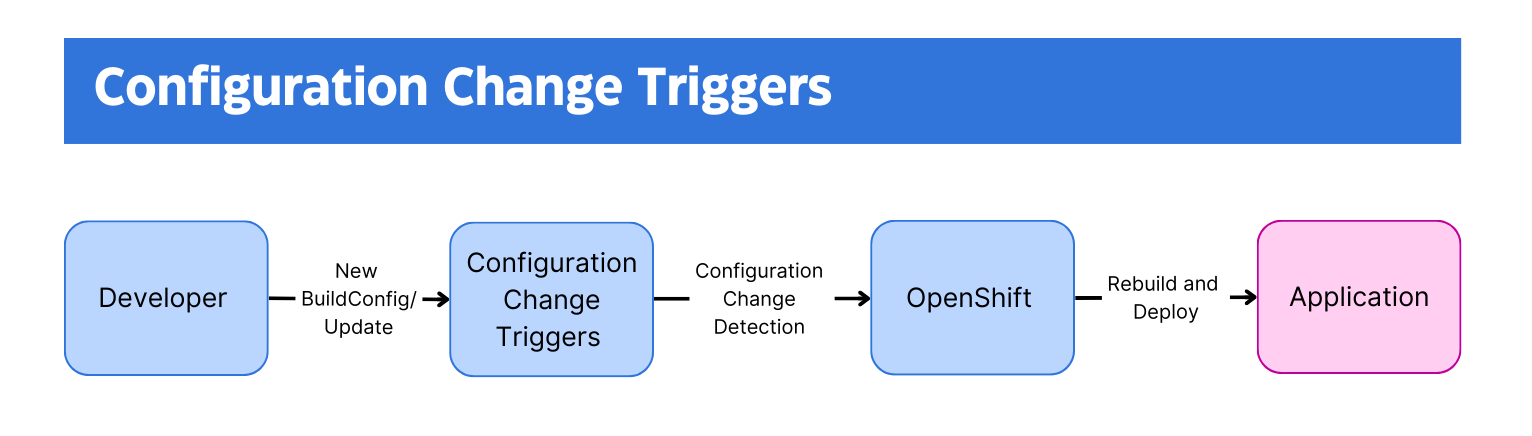 Configuration Change Triggers
Developer
New
BuildConfig/
Update
Configuration
Change
Triggers
Configuration
Change
Detection
OpenShift
Rebuild and
Deploy
Application